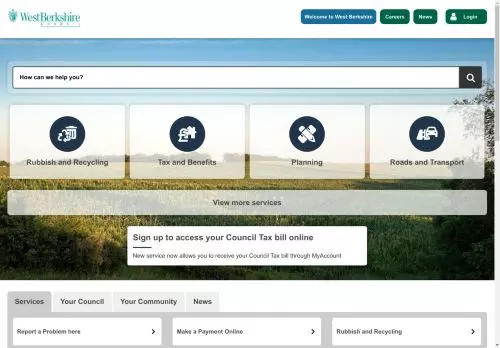 WestBerkshire
COUNCIL
Welcome to West Berkshire
Careers
News
Login
How can we help you?
Rubbish and Recycling
Tax and Benefits
Planning
Roads and Transport
View more services
Sign up to access your Council Tax bill online
New service now allows you to receive your Council Tax bill through MyAccount
Services
Your Council
Your Community
News
Report a Problem here
Make a Payment Online
Rubbish and Recycling